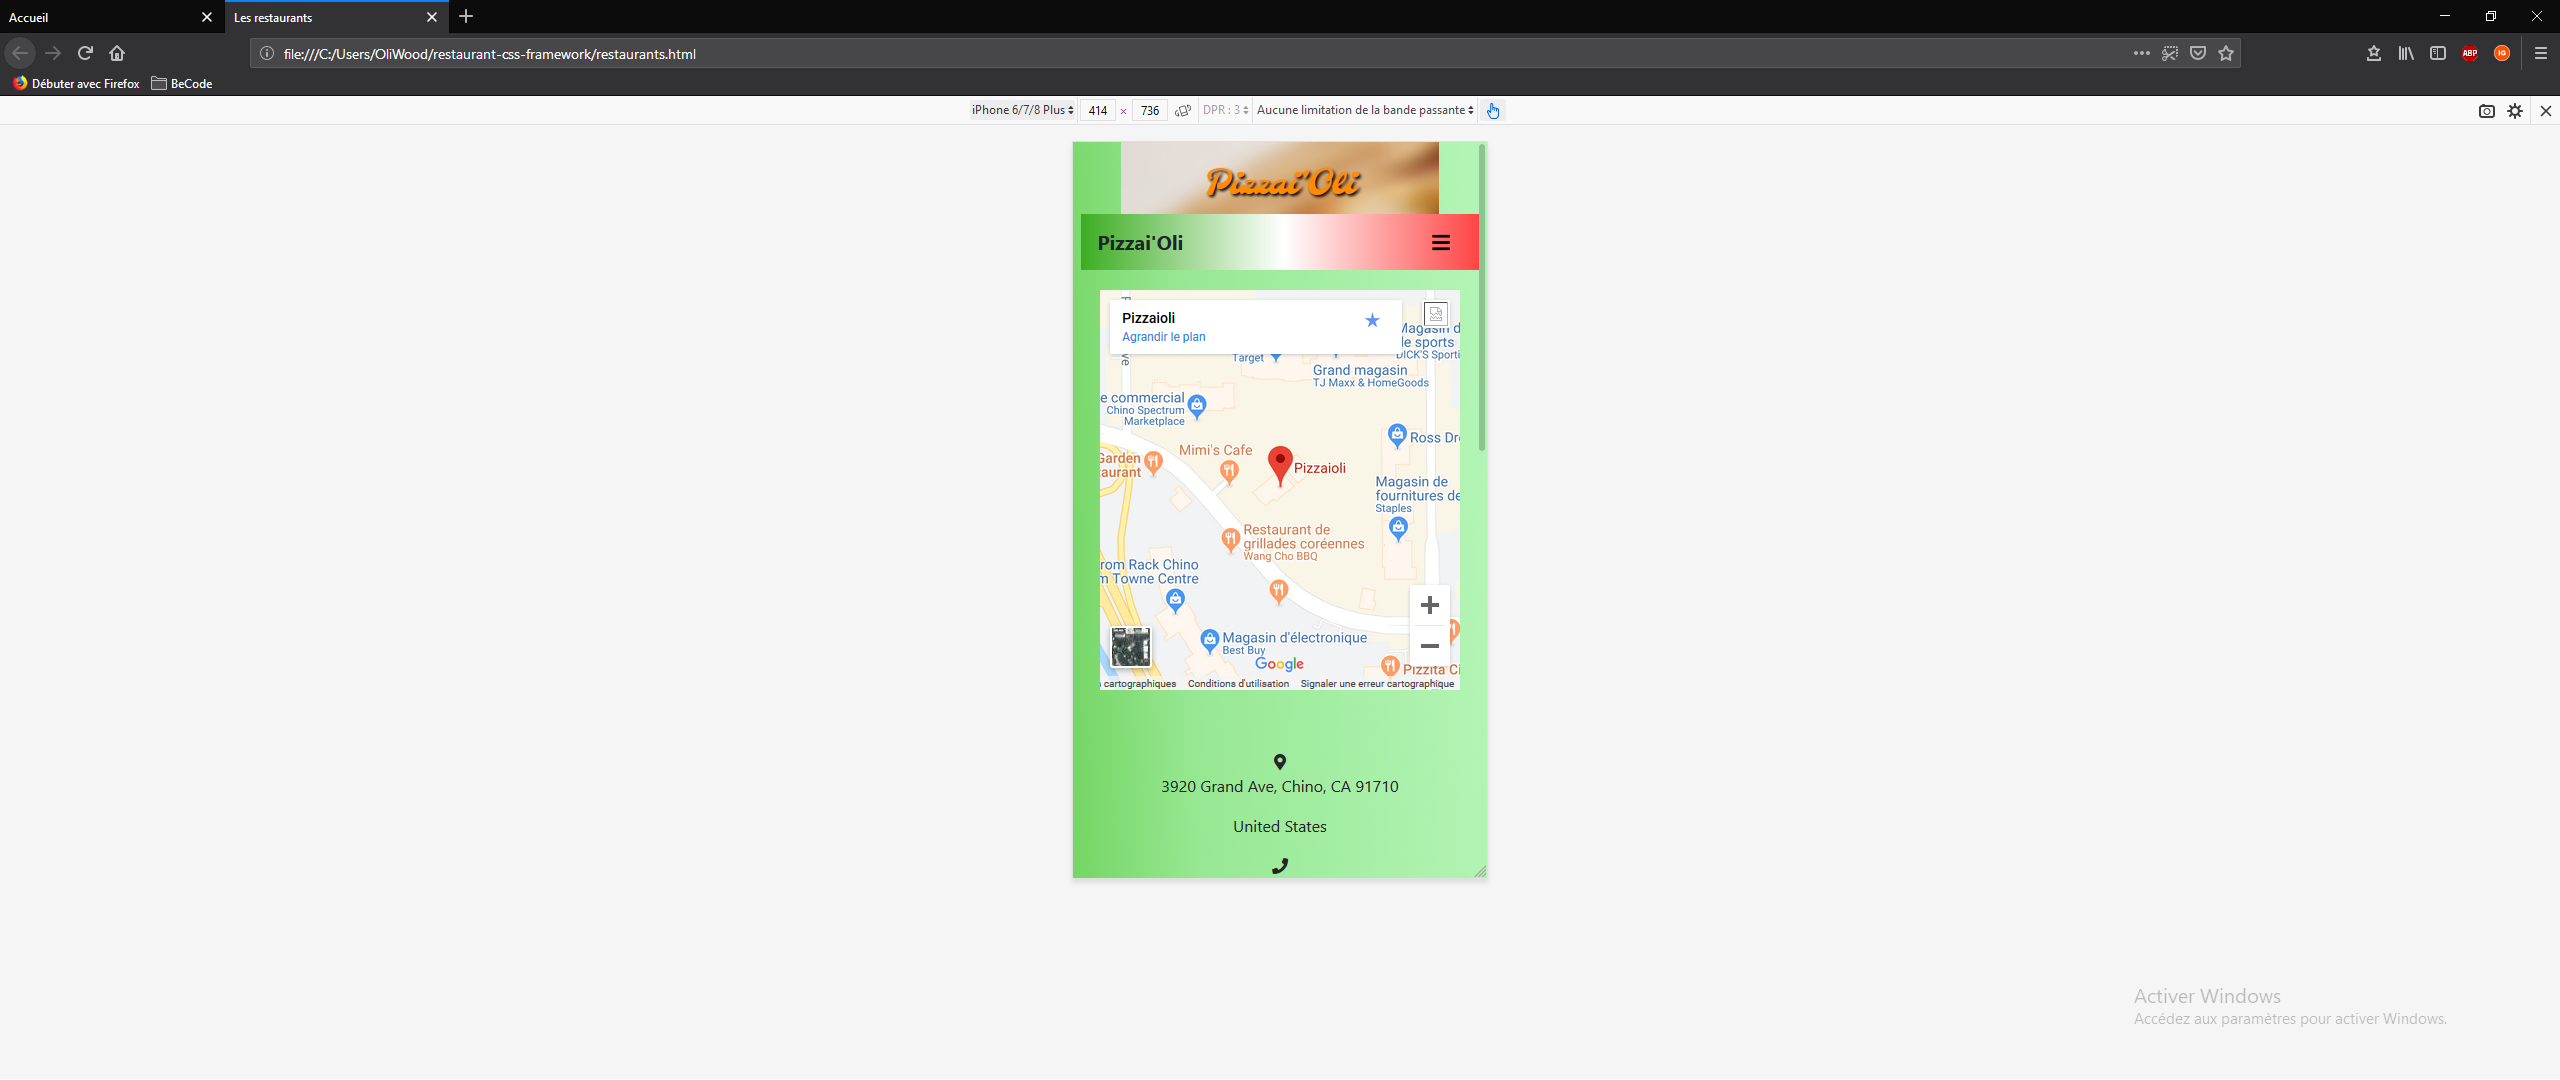 Accueil
Les restaurants
file:///C:/Users/OliWood/restaurant-css-framework/restaurants.html
ABP
IG
Débuter avec Firefox
BeCode
iPhone 6/7/8 Plus
414 × 736
DPR : 3
Aucune limitation de la bande passante
Pizzai'Oli
Pizzai'Oli
Pizzaioli
Agrandir le plan
Magasin d
le sports
DICK'S Sporti
Target
Grand magasin
TJ Maxx & HomeGoods
e commercial
Chino Spectrum
Marketplace
Ross Dr
Mimi's Cafe
Garden
aurant
Pizzaioli
Magasin de
fournitures de
Staples
Restaurant de
grillades coréennes
Wang Cho BBQ
rom Rack Chino
m Towne Centre
Magasin d'électronique
Best Buy
Google
Pizzita Ci
cartographiques
Conditions d'utilisation
Signaler une erreur cartographique
3920 Grand Ave, Chino, CA 91710
United States
Activer Windows
Accédez aux paramètres pour activer Windows.